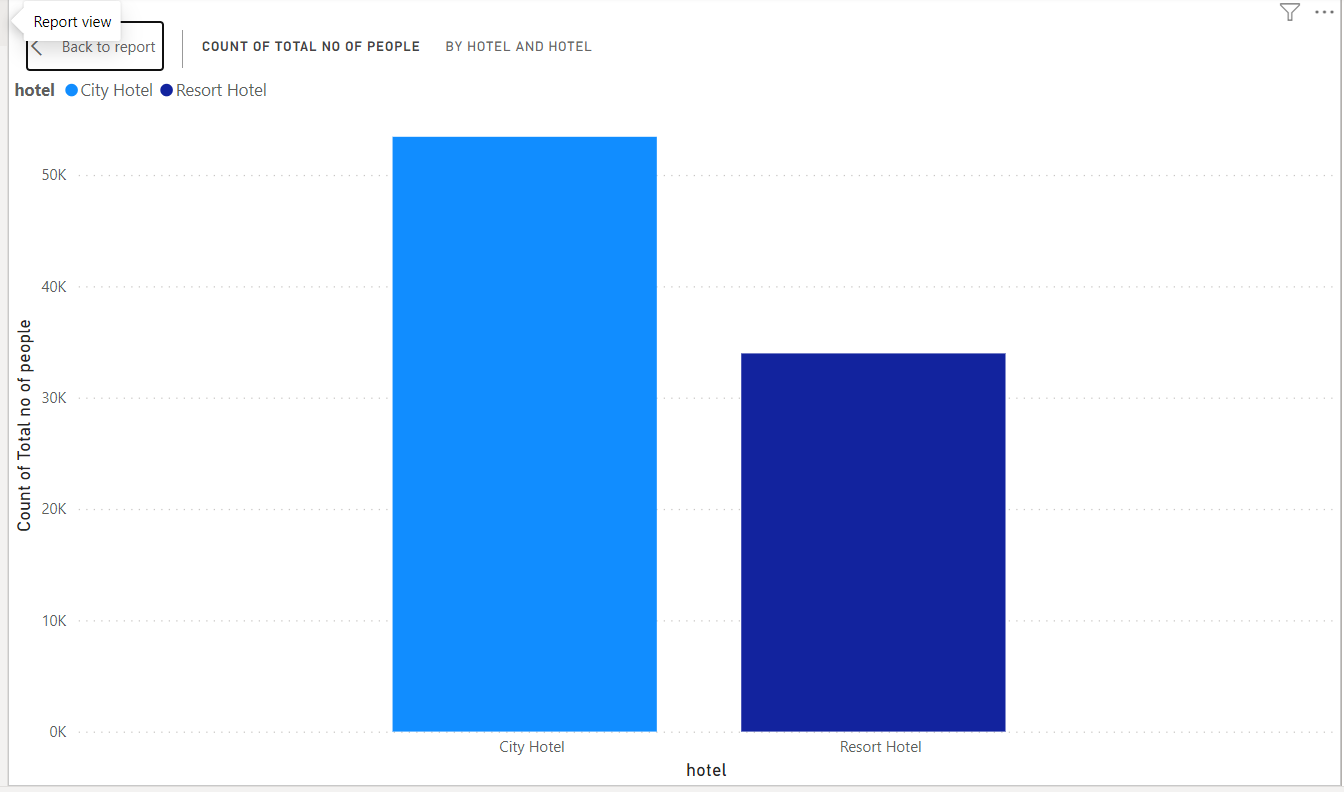 Report view
Back to report
COUNT OF TOTAL NO OF PEOPLE BY HOTEL AND HOTEL
hotel City Hotel Resort Hotel
50K
40K
30K
20K
10K
0K
Count of Total no of people
City Hotel Resort Hotel
hotel